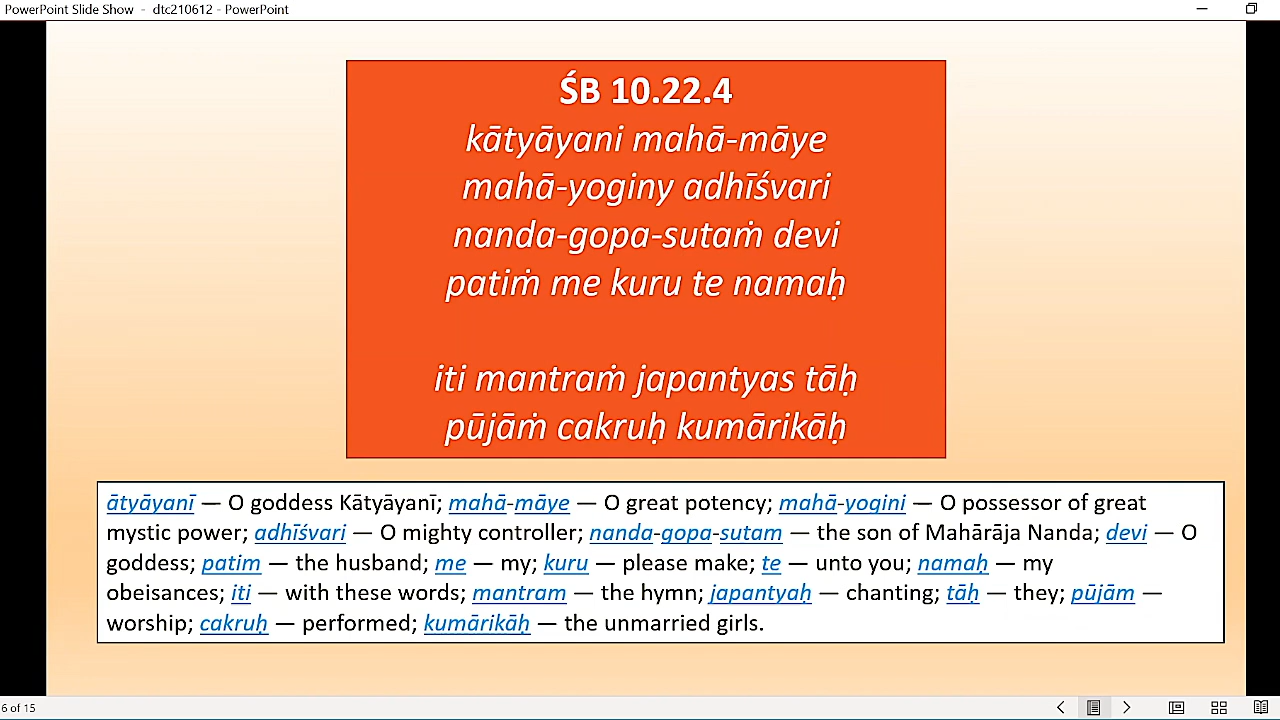 PowerPoint Slide Show - dtc210612 - PowerPoint
ŚB 10.22.4
kātyāyani mahā-māye
mahā-yoginy adhīśvari
nanda-gopa-sutaṁ devi
patiṁ me kuru te namaḥ
iti mantraṁ japantyas tāḥ
pūjāṁ cakruḥ kumārikāḥ
ātyāyanī — O goddess Kātyāyanī; mahā-māye — O great potency; mahā-yogini — O possessor of great
mystic power; adhīśvari — O mighty controller; nanda-gopa-sutam — the son of Mahārāja Nanda; devi — O
goddess; patim — the husband; me — my; kuru — please make; te — unto you; namaḥ — my
obeisances; iti — with these words; mantram — the hymn; japantyaḥ — chanting; tāḥ — they; pūjām —
worship; cakruḥ — performed; kumārikāḥ — the unmarried girls.
6 of 15